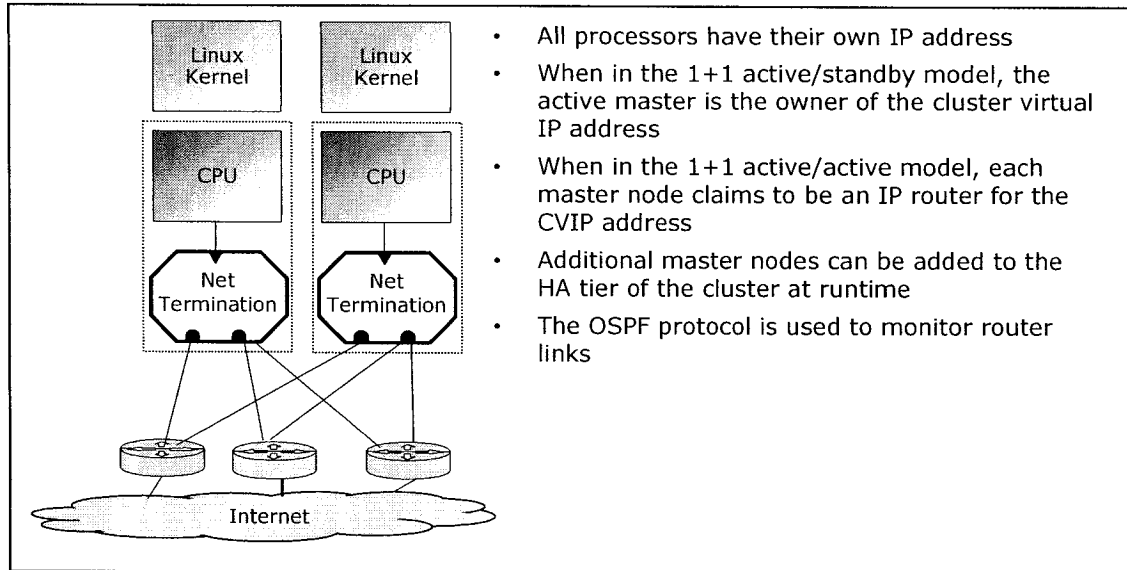 Linux
Kernel
Linux
Kernel
CPU
CPU
Net
Termination
Net
Termination
Internet
• All processors have their own IP address
• When in the 1+1 active/standby model, the
active master is the owner of the cluster virtual
IP address
• When in the 1+1 active/active model, each
master node claims to be an IP router for the
CVIP address
• Additional master nodes can be added to the
HA tier of the cluster at runtime
• The OSPF protocol is used to monitor router
links